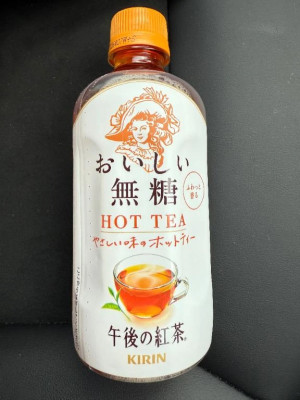 おいしい
無糖
ふわっと
香る
HOT TEA
やさしい味のホットティー
午後の紅茶®
KIRIN